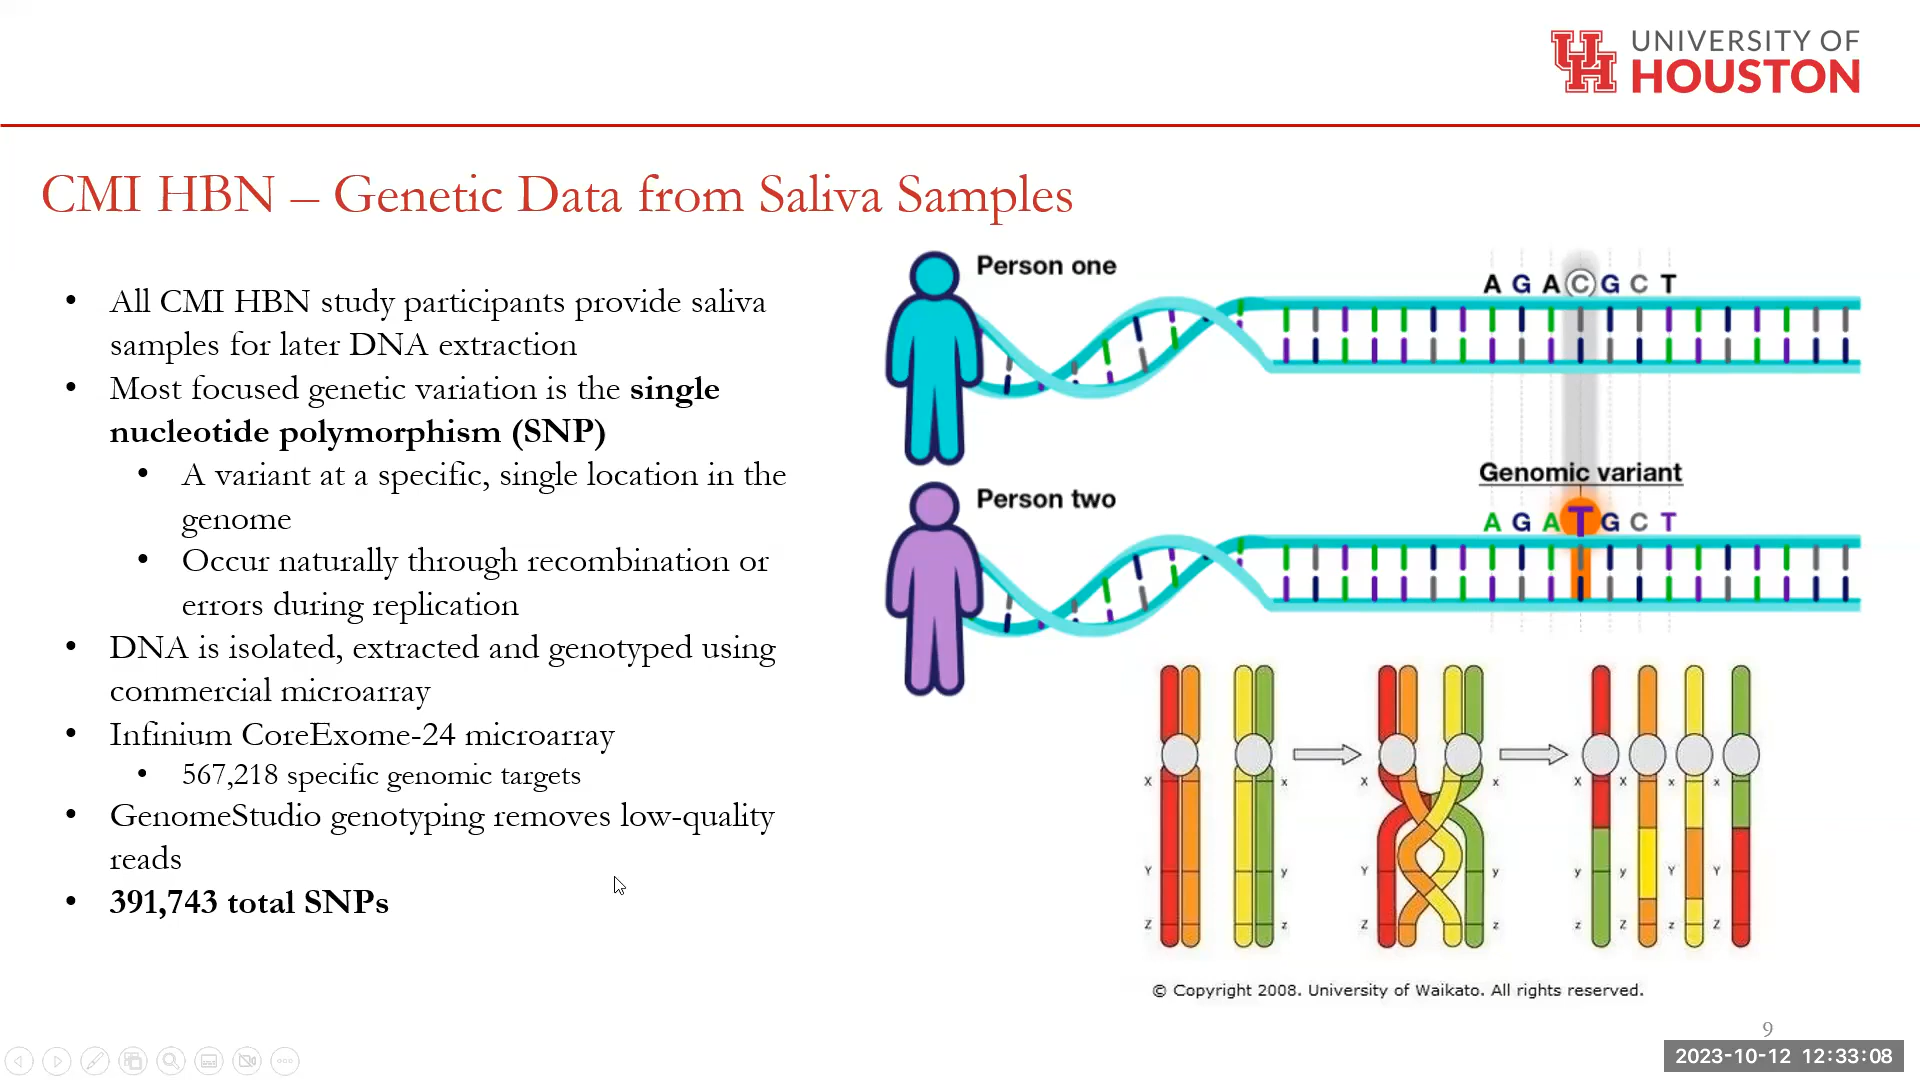 UNIVERSITY OF
HOUSTON
CMI HBN – Genetic Data from Saliva Samples
• All CMI HBN study participants provide saliva
samples for later DNA extraction
• Most focused genetic variation is the single
nucleotide polymorphism (SNP)
• A variant at a specific, single location in the
genome
• Occur naturally through recombination or
errors during replication
• DNA is isolated, extracted and genotyped using
commercial microarray
• Infinium CoreExome-24 microarray
• 567,218 specific genomic targets
• GenomeStudio genotyping removes low-quality
reads
• 391,743 total SNPs
Person one
A G A C G C T
Genomic variant
Person two
A G A T G C T
X x X x X X x x
Y y Y y y y Y Y
Z z Z z z Z z Z
© Copyright 2008. University of Waikato. All rights reserved.
9
2023-10-12 12:33:08